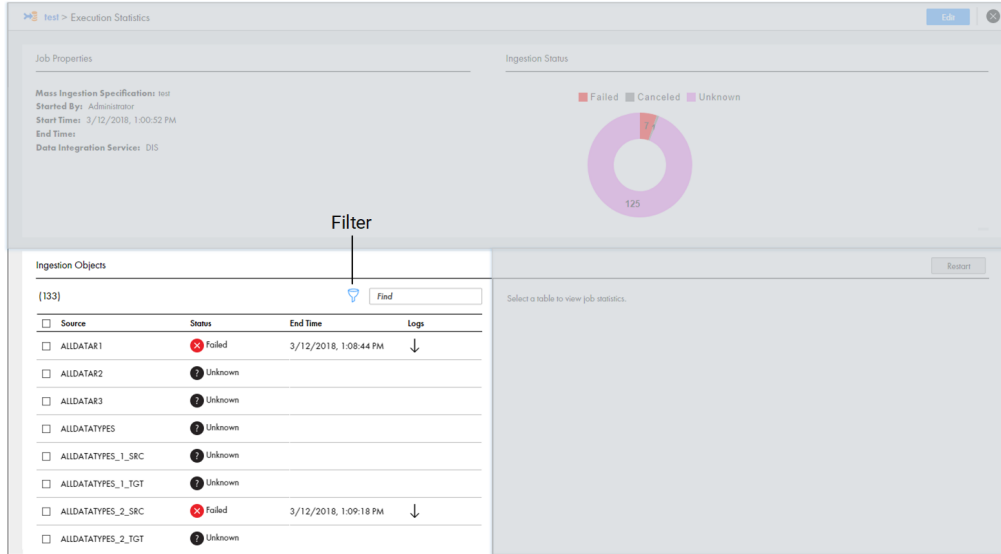 test > Execution Statistics
Edit
Job Properties
Mass Ingestion Specification: test
Started By: Administrator
Start Time: 3/12/2018, 1:00:52 PM
End Time:
Data Integration Service: DIS
Ingestion Status
Failed Canceled Unknown
7
125
Filter
Ingestion Objects
(133)
Find
Source Status End Time Logs
ALLDATAR1 Failed 3/12/2018, 1:08:44 PM
ALLDATAR2 ? Unknown
ALLDATAR3 ? Unknown
ALLDATATYPES ? Unknown
ALLDATATYPES_1_SRC ? Unknown
ALLDATATYPES_1_TGT ? Unknown
ALLDATATYPES_2_SRC Failed 3/12/2018, 1:09:18 PM
ALLDATATYPES_2_TGT ? Unknown
Restart
Select a table to view job statistics.